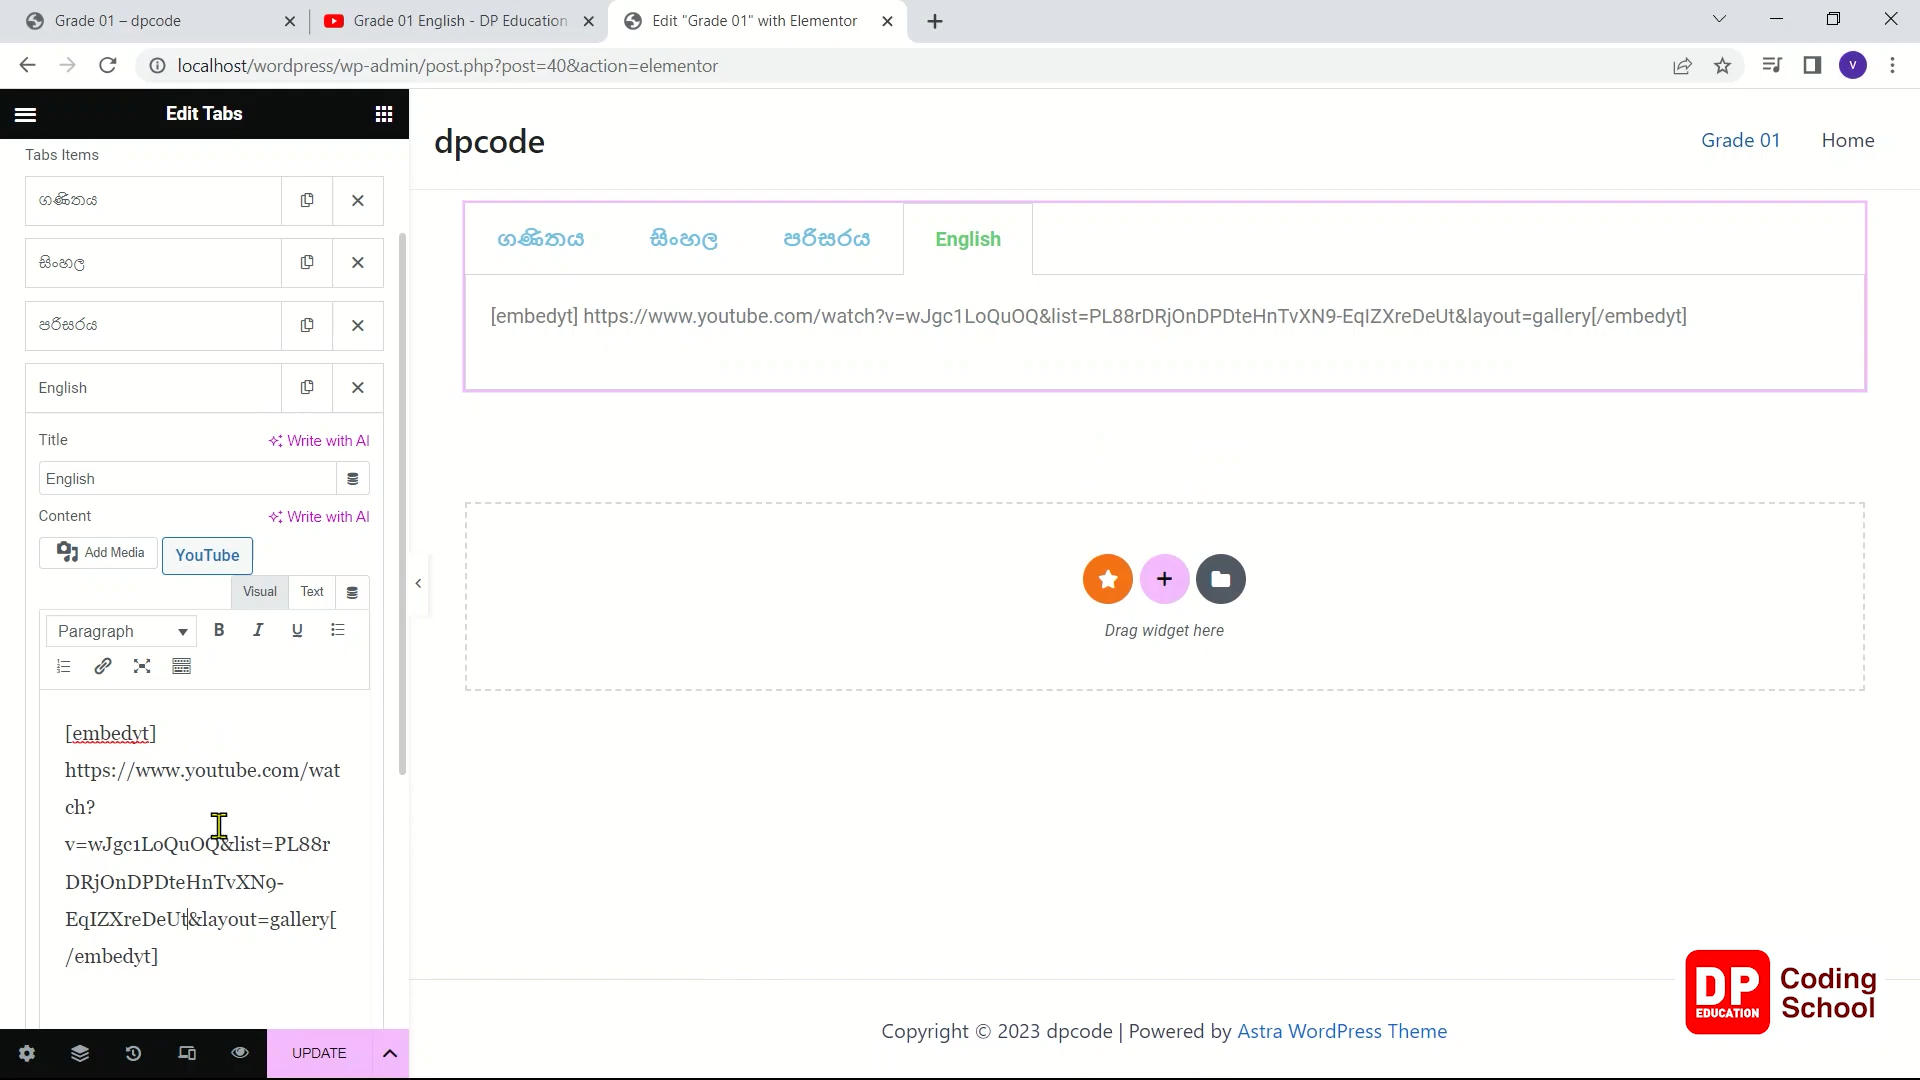 Grade 01 – dpcode
Grade 01 English - DP Education
Edit "Grade 01" with Elementor
localhost/wordpress/wp-admin/post.php?post=40&action=elementor
V
Edit Tabs
Tabs Items
ගණිතය
සිංහල
පරිසරය
English
Title
Write with AI
English
Content
Write with AI
Add Media
YouTube
Visual
Text
Paragraph
B
I
U
[embedyt]
https://www.youtube.com/wat
ch?
v=wJgc1LoQuOQ&list=PL88r
DRjOnDPDteHnTvXN9-
EqIZXreDeUt&layout=gallery[
/embedyt]
UPDATE
dpcode
Grade 01
Home
ගණිතය
සිංහල
පරිසරය
English
[embedyt] https://www.youtube.com/watch?v=wJgc1LoQuOQ&list=PL88rDRjOnDPDteHnTvXN9-EqIZXreDeUt&layout=gallery[/embedyt]
Drag widget here
Copyright © 2023 dpcode | Powered by Astra WordPress Theme
DP
EDUCATION
Coding
School